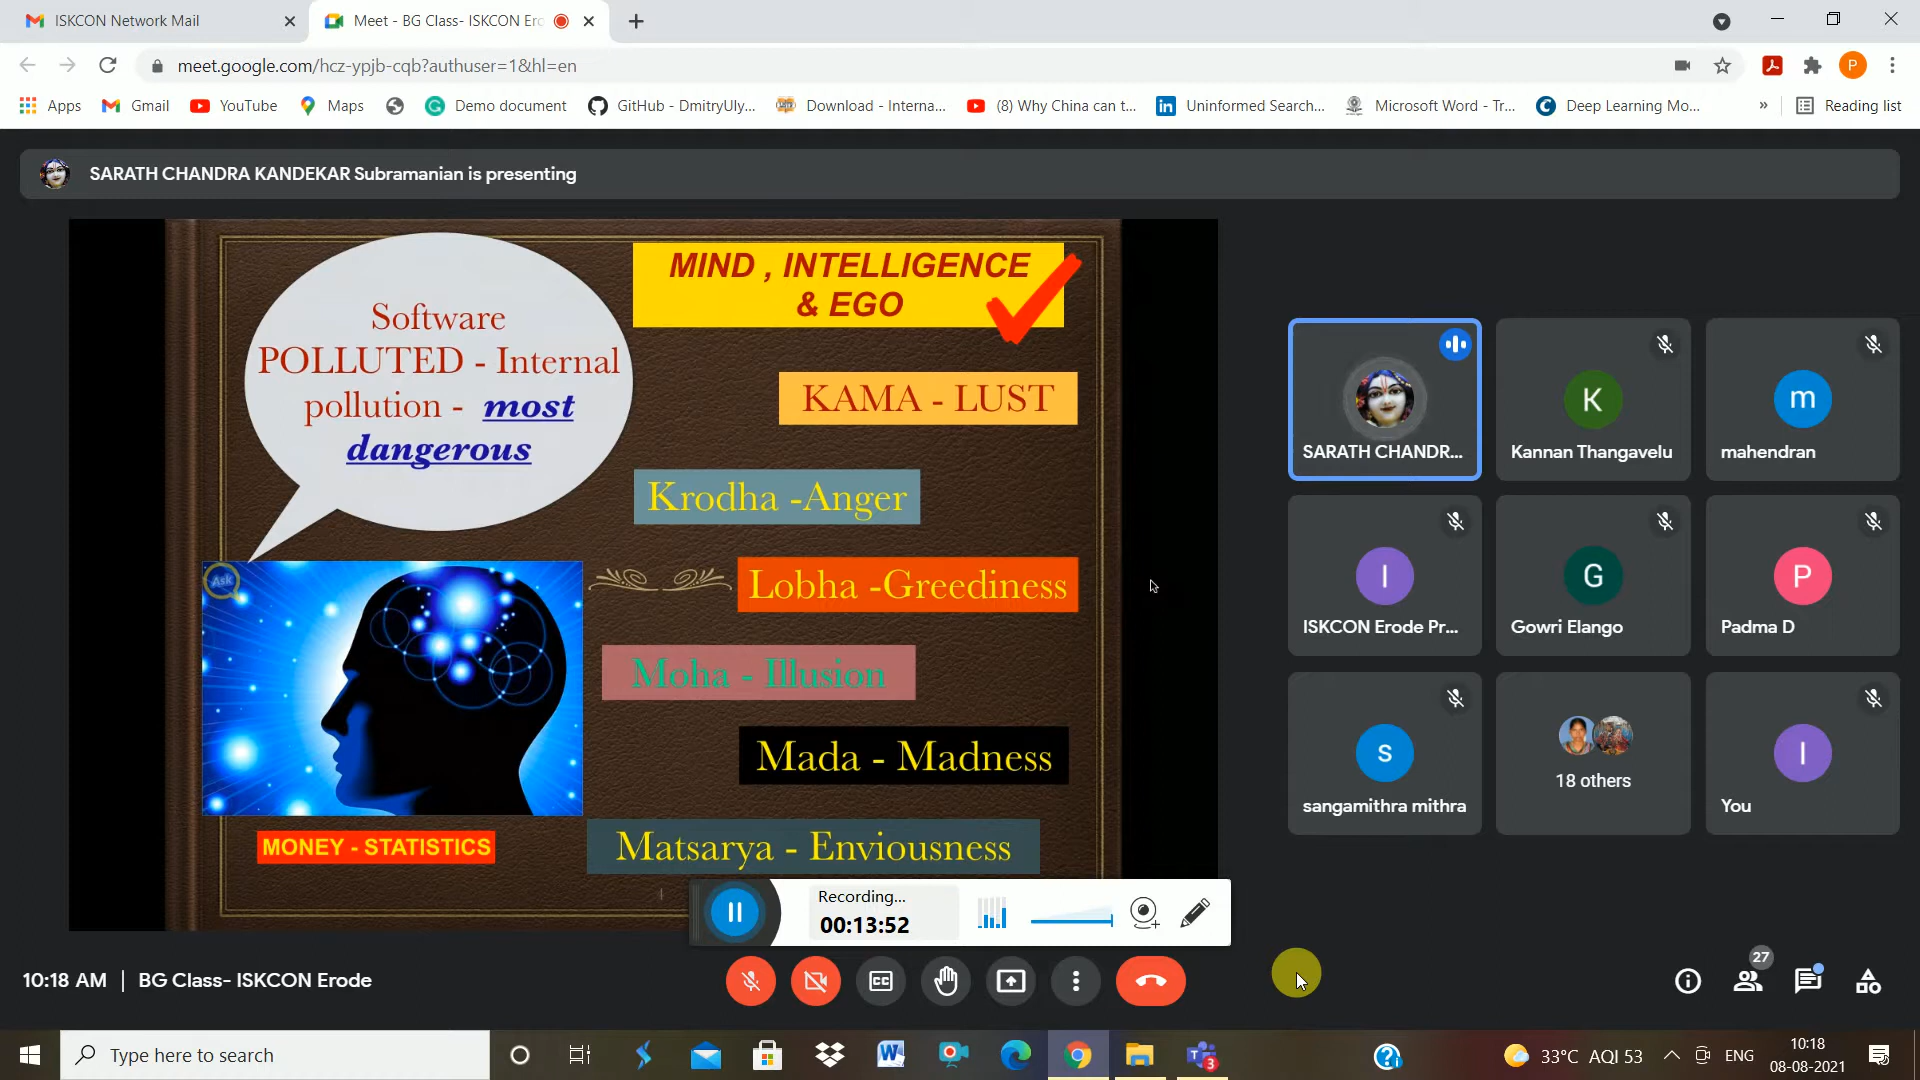 ISKCON Network Mail
Meet - BG Class- ISKCON Erc
meet.google.com/hcz-ypjb-cqb?authuser=1&hl=en
P
Apps
Gmail
YouTube
Maps
Demo document
GitHub - DmitryUly...
Download - Interna...
(8) Why China can t...
Uninformed Search...
Microsoft Word - Tr...
Deep Learning Mo...
»
Reading list
SARATH CHANDRA KANDEKAR Subramanian is presenting
Software
POLLUTED - Internal
pollution - most
dangerous
MIND , INTELLIGENCE
& EGO
KAMA - LUST
Krodha -Anger
Lobha -Greediness
Moha - Illusion
Mada - Madness
Matsarya - Enviousness
Ask
MONEY - STATISTICS
SARATH CHANDR...
K
Kannan Thangavelu
m
mahendran
I
ISKCON Erode Pr...
G
Gowri Elango
P
Padma D
s
sangamithra mithra
18 others
I
You
Recording...
00:13:52
10:18 AM | BG Class- ISKCON Erode
CC
27
Type here to search
3
33°C AQI 53
ENG
10:18
08-08-2021